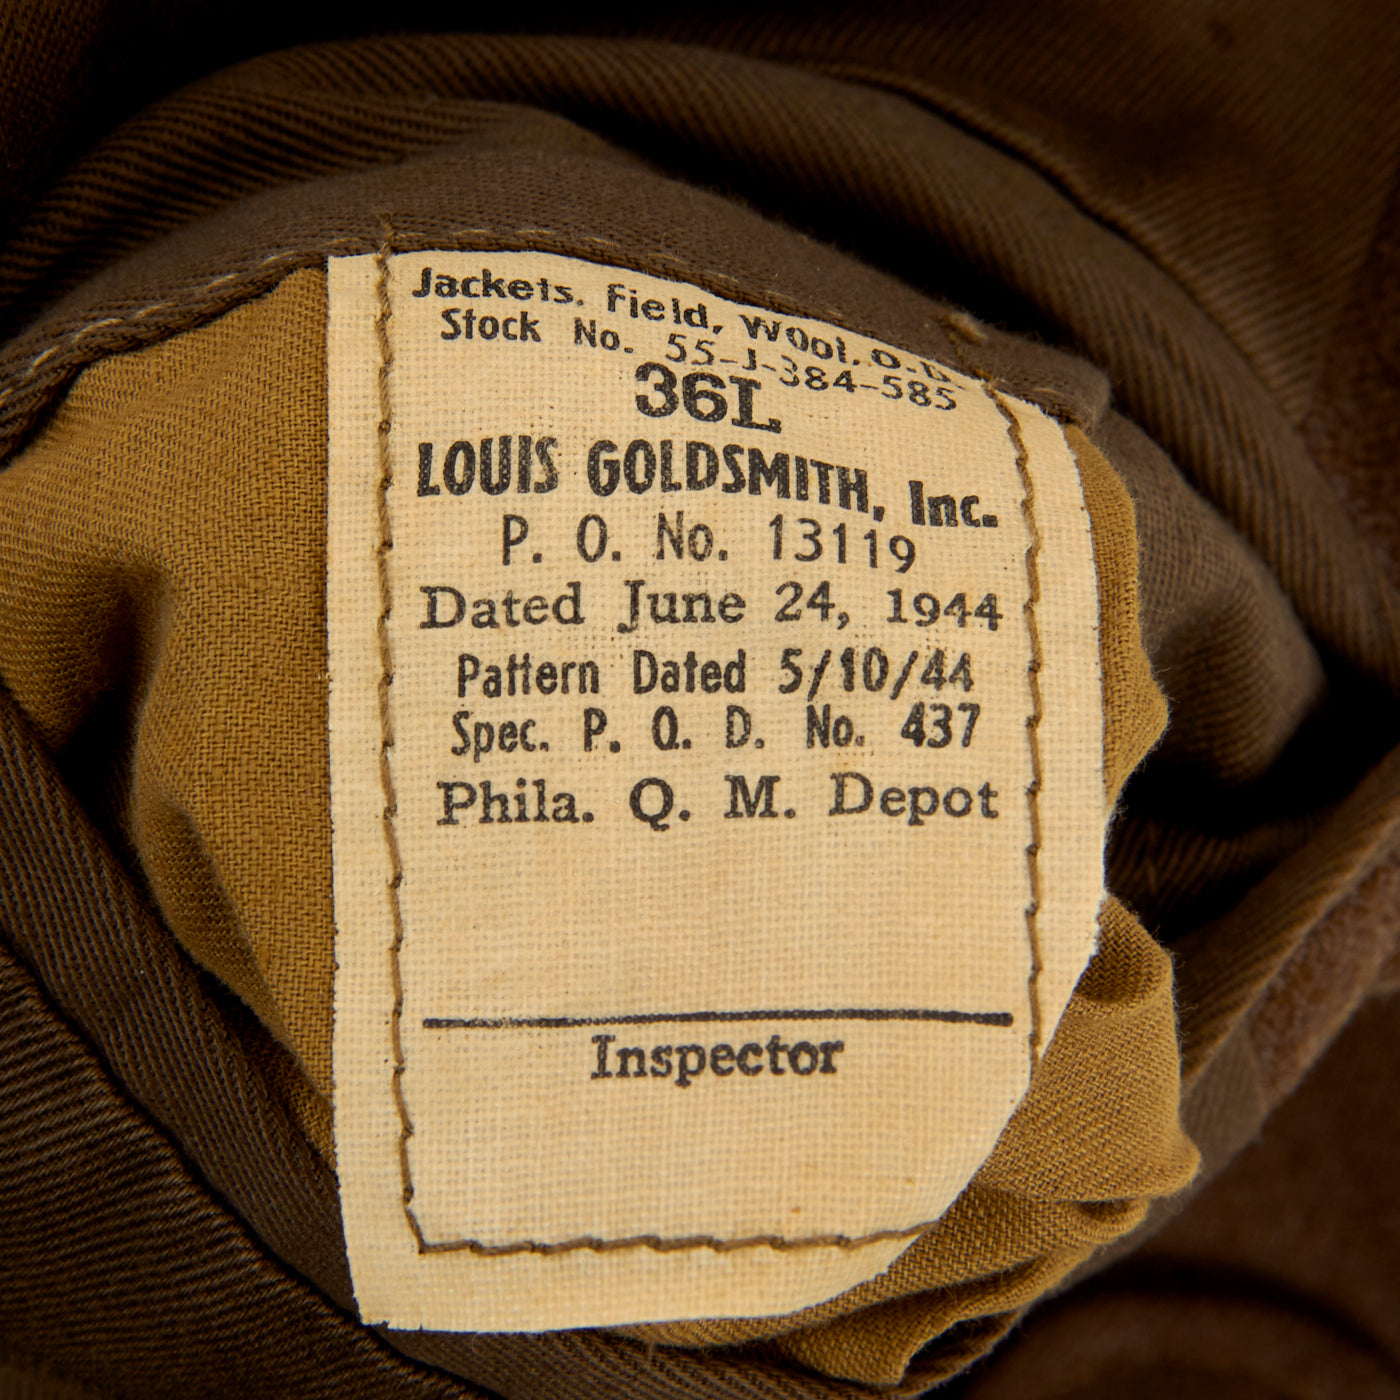 Jackets, Field, Wool, O.D.
Stock No. 55-J-384-585
36L
LOUIS GOLDSMITH, Inc.
P. O. No. 13119
Dated June 24, 1944
Pattern Dated 5/10/44
Spec. P. Q. D. No. 437
Phila. Q. M. Depot
Inspector